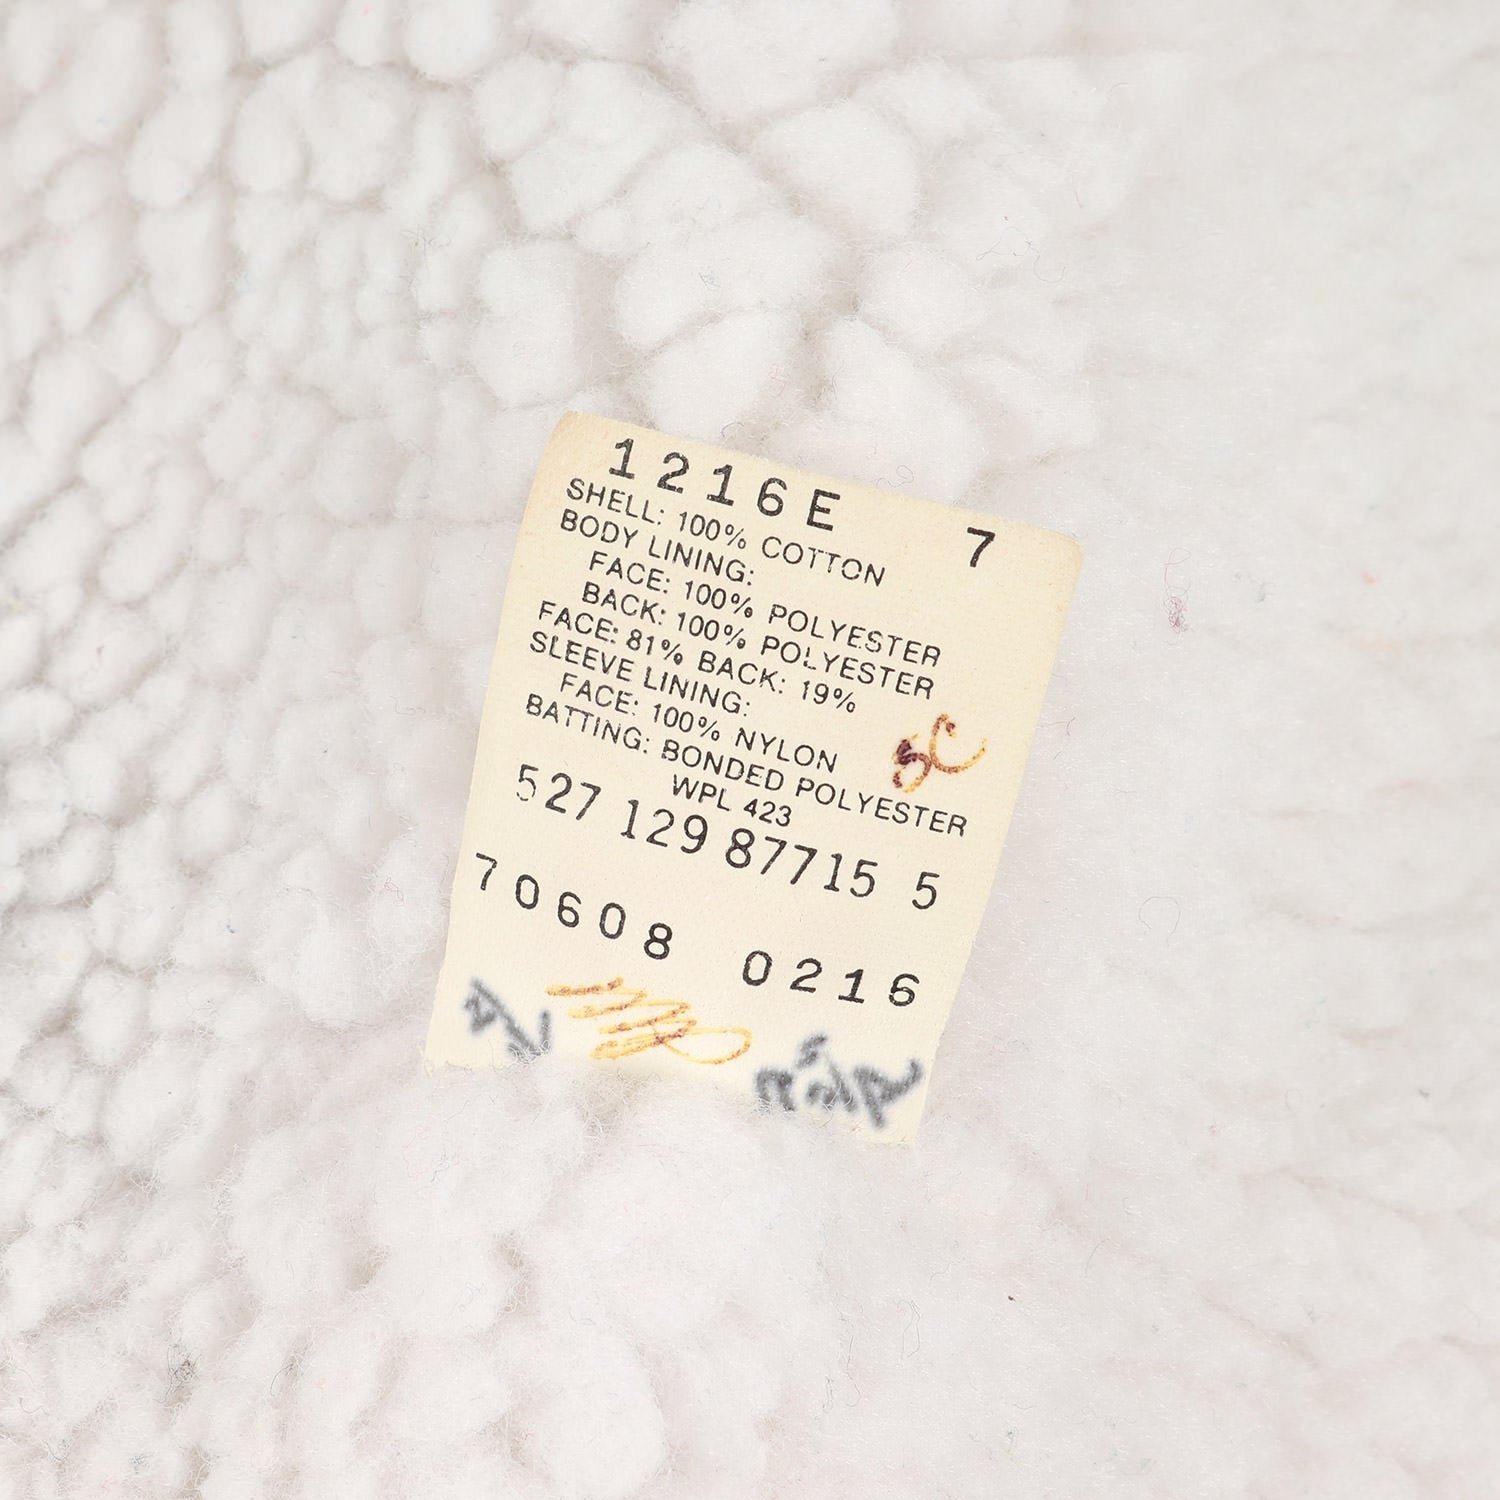 1216E 7
SHELL: 100% COTTON
BODY LINING:
FACE: 100% POLYESTER
BACK: 100% POLYESTER
FACE: 81% BACK: 19%
SLEEVE LINING:
FACE: 100% NYLON
BATTING: BONDED POLYESTER
WPL 423
527 129 87715 5
70608 0216